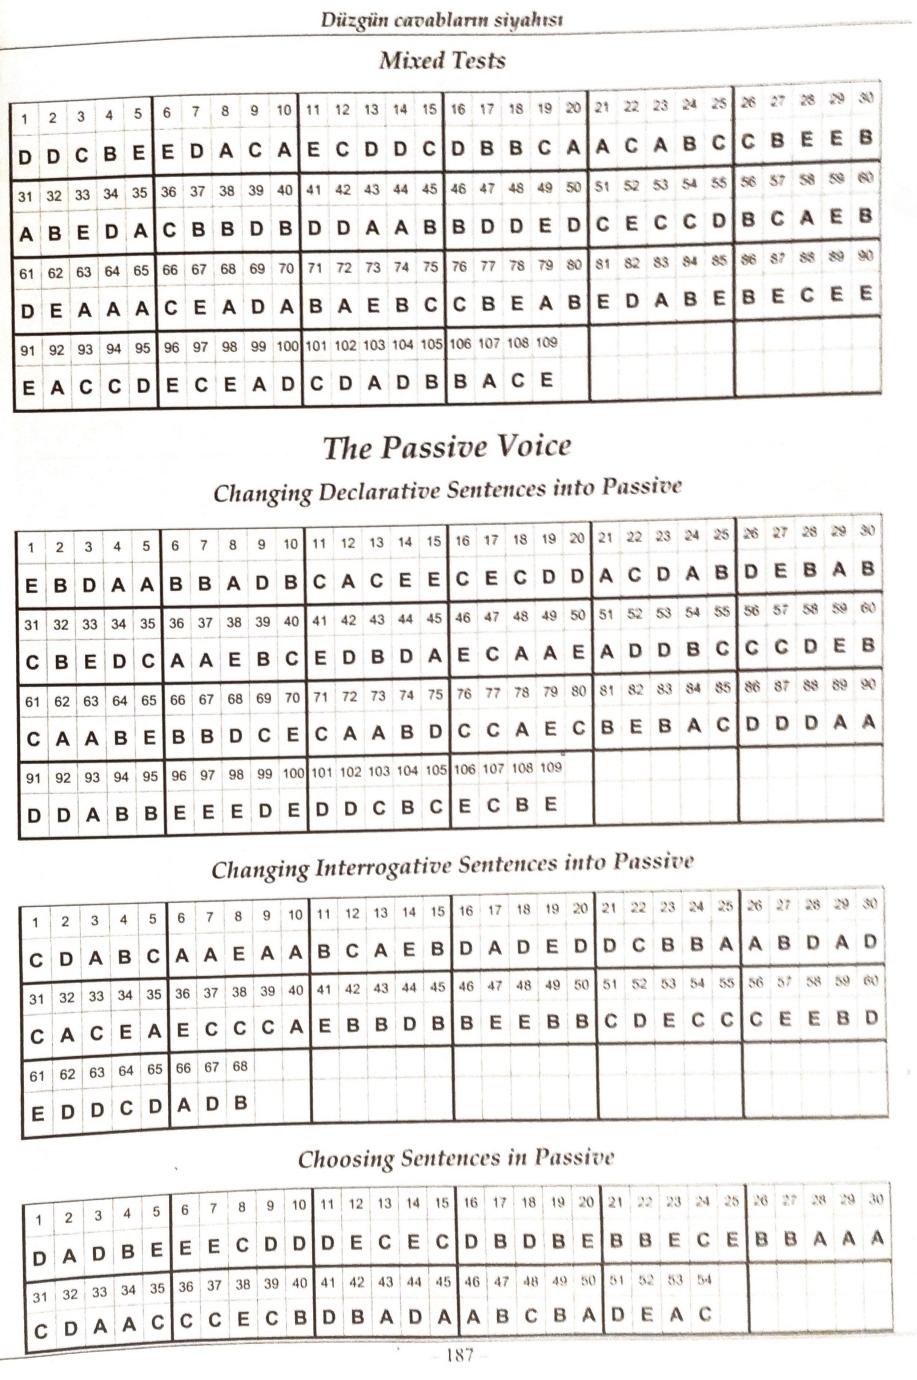 Düzgün cavabların siyahısı
Mixed Tests
1 2 3 4 5 6 7 8 9 10 11 12 13 14 15 16 17 18 19 20 21 22 23 24 25 26 27 28 29 30
D D C B E E D A C A E C D D C D B B C A A C A B C C B E E B
31 32 33 34 35 36 37 38 39 40 41 42 43 44 45 46 47 48 49 50 51 52 53 54 55 56 57 58 59 60
A B E D A C B B D B D D A A B B D D E D C E C C D B C A E B
61 62 63 64 65 66 67 68 69 70 71 72 73 74 75 76 77 78 79 80 81 82 83 84 85 86 87 88 89 90
D E A A A C E A D A B A E B C C B E A B E D A B E B E C E E
91 92 93 94 95 96 97 98 99 100 101 102 103 104 105 106 107 108 109
E A C C D E C E A D C D A D B B A C E
The Passive Voice
Changing Declarative Sentences into Passive
1 2 3 4 5 6 7 8 9 10 11 12 13 14 15 16 17 18 19 20 21 22 23 24 25 26 27 28 29 30
E B D A A B B A D B C A C E E C E C D D A C D A B D E B A B
31 32 33 34 35 36 37 38 39 40 41 42 43 44 45 46 47 48 49 50 51 52 53 54 55 56 57 58 59 60
C B E D C A A E B C E D B D A E C A A E A D D B C C C D E B
61 62 63 64 65 66 67 68 69 70 71 72 73 74 75 76 77 78 79 80 81 82 83 84 85 86 87 88 89 90
C A A B E B B D C E C A A B D C C A E C B E B A C D D D A A
91 92 93 94 95 96 97 98 99 100 101 102 103 104 105 106 107 108 109
D D A B B E E E D E D D C B C E C B E
Changing Interrogative Sentences into Passive
1 2 3 4 5 6 7 8 9 10 11 12 13 14 15 16 17 18 19 20 21 22 23 24 25 26 27 28 29 30
C D A B C A A E A A B C A E B D A D E D D C B B A A B D A D
31 32 33 34 35 36 37 38 39 40 41 42 43 44 45 46 47 48 49 50 51 52 53 54 55 56 57 58 59 60
C A C E A E C C C A E B B D B B E E B B C D E C C C E E B D
61 62 63 64 65 66 67 68
E D D C D A D B
Choosing Sentences in Passive
1 2 3 4 5 6 7 8 9 10 11 12 13 14 15 16 17 18 19 20 21 22 23 24 25 26 27 28 29 30
D A D B E E E C D D D E C E C D B D B E B B E C E B B A A A
31 32 33 34 35 36 37 38 39 40 41 42 43 44 45 46 47 48 49 50 51 52 53 54
C D A A C C C E C B D B A D A A B C B A D E A C
187